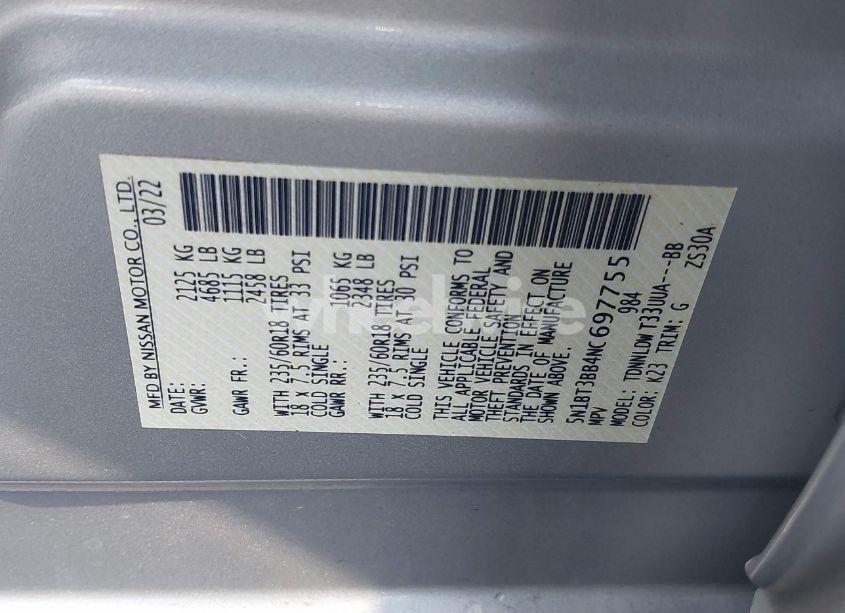 MFD BY NISSAN MOTOR CO., LTD.
DATE: 03/22
GVWR: 2125 KG
4685 LB
GAWR FR.: 1115 KG
2458 LB
WITH 235/60R18 TIRES
18 x 7.5 RIMS AT 33 PSI
COLD SINGLE
GAWR RR.: 1065 KG
2348 LB
WITH 235/60R18 TIRES
18 x 7.5 RIMS AT 30 PSI
COLD SINGLE
THIS VEHICLE CONFORMS TO
ALL APPLICABLE FEDERAL
MOTOR VEHICLE SAFETY AND
THEFT PREVENTION
STANDARDS IN EFFECT ON
THE DATE OF MANUFACTURE
SHOWN ABOVE.
5N1BT3BB4NC697755
MPV 984
MODEL: TDNNLDW T33UUA---BB
COLOR: K23 TRIM: G ZS30A